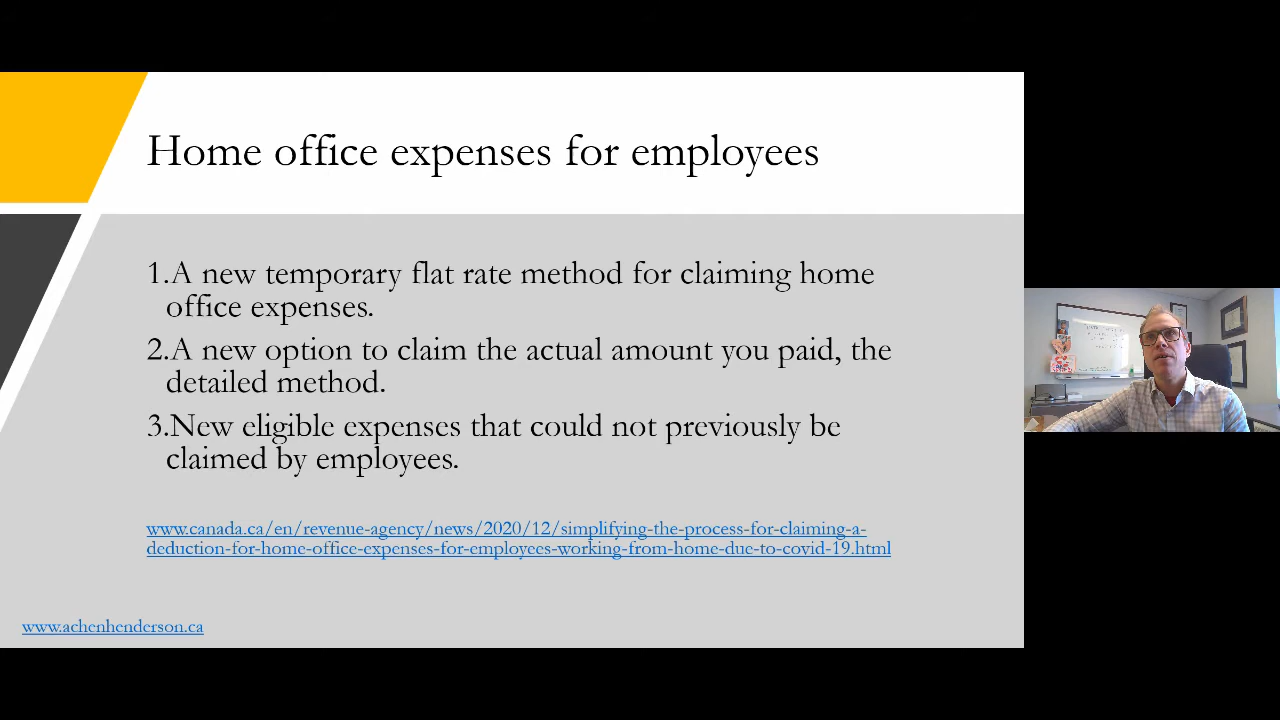 Home office expenses for employees
1.A new temporary flat rate method for claiming home
office expenses.
2.A new option to claim the actual amount you paid, the
detailed method.
3.New eligible expenses that could not previously be
claimed by employees.
www.canada.ca/en/revenue-agency/news/2020/12/simplifying-the-process-for-claiming-a-
deduction-for-home-office-expenses-for-employees-working-from-home-due-to-covid-19.html
www.achenhenderson.ca